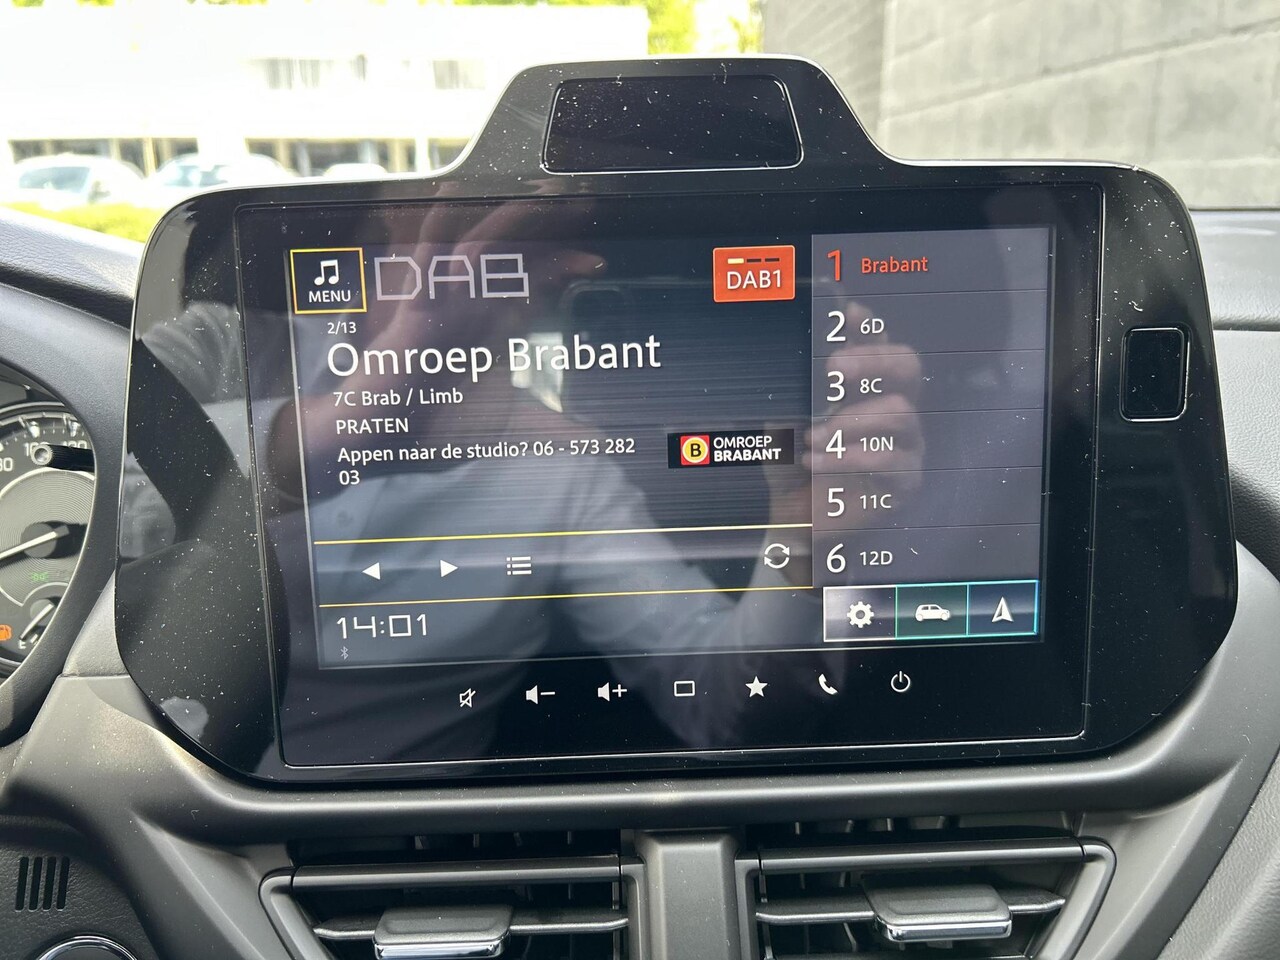 MENU
DAB
DAB1
2/13
Omroep Brabant
7C Brab / Limb
PRATEN
Appen naar de studio? 06 - 573 282
03
B OMROEP
BRABANT
14:01
1 Brabant
2 6D
3 8C
4 10N
5 11C
6 12D
E